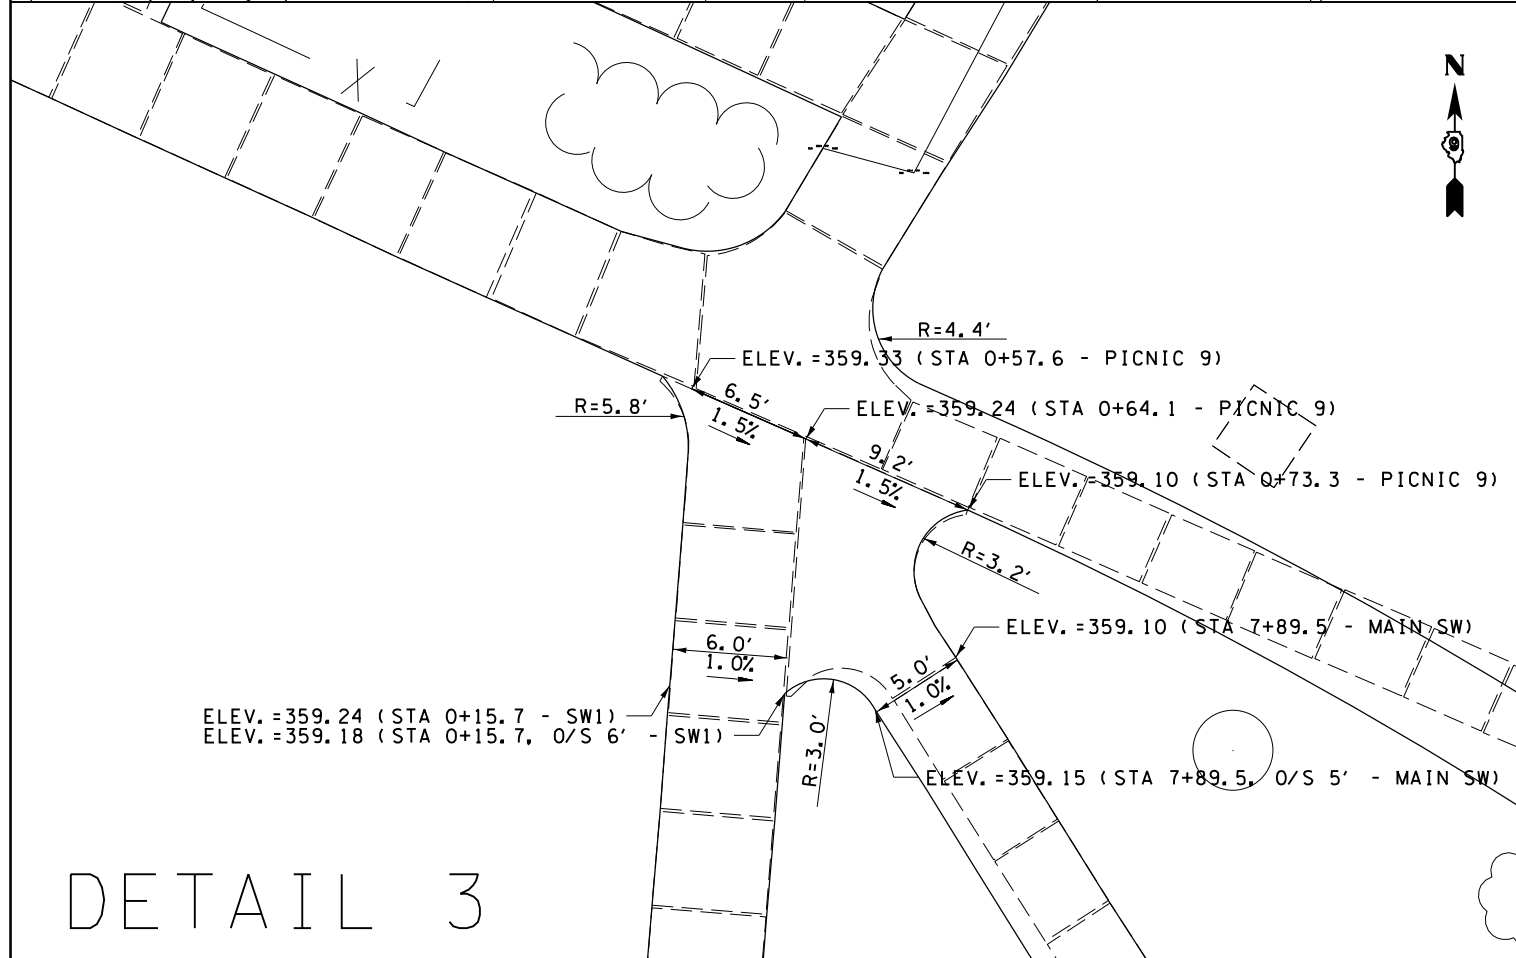 N
R=4.4'
ELEV.=359.33 (STA 0+57.6 - PICNIC 9)
6.5'
1.5%
R=5.8'
ELEV.=359.24 (STA 0+64.1 - PICNIC 9)
9.2'
1.5%
ELEV.=359.10 (STA 0+73.3 - PICNIC 9)
R=3.2'
ELEV.=359.10 (STA 7+89.5 - MAIN SW)
6.0'
1.0%
5.0'
1.0%
ELEV.=359.24 (STA 0+15.7 - SW1)
ELEV.=359.18 (STA 0+15.7, O/S 6' - SW1)
R=3.0'
ELEV.=359.15 (STA 7+89.5, O/S 5' - MAIN SW)
DETAIL 3